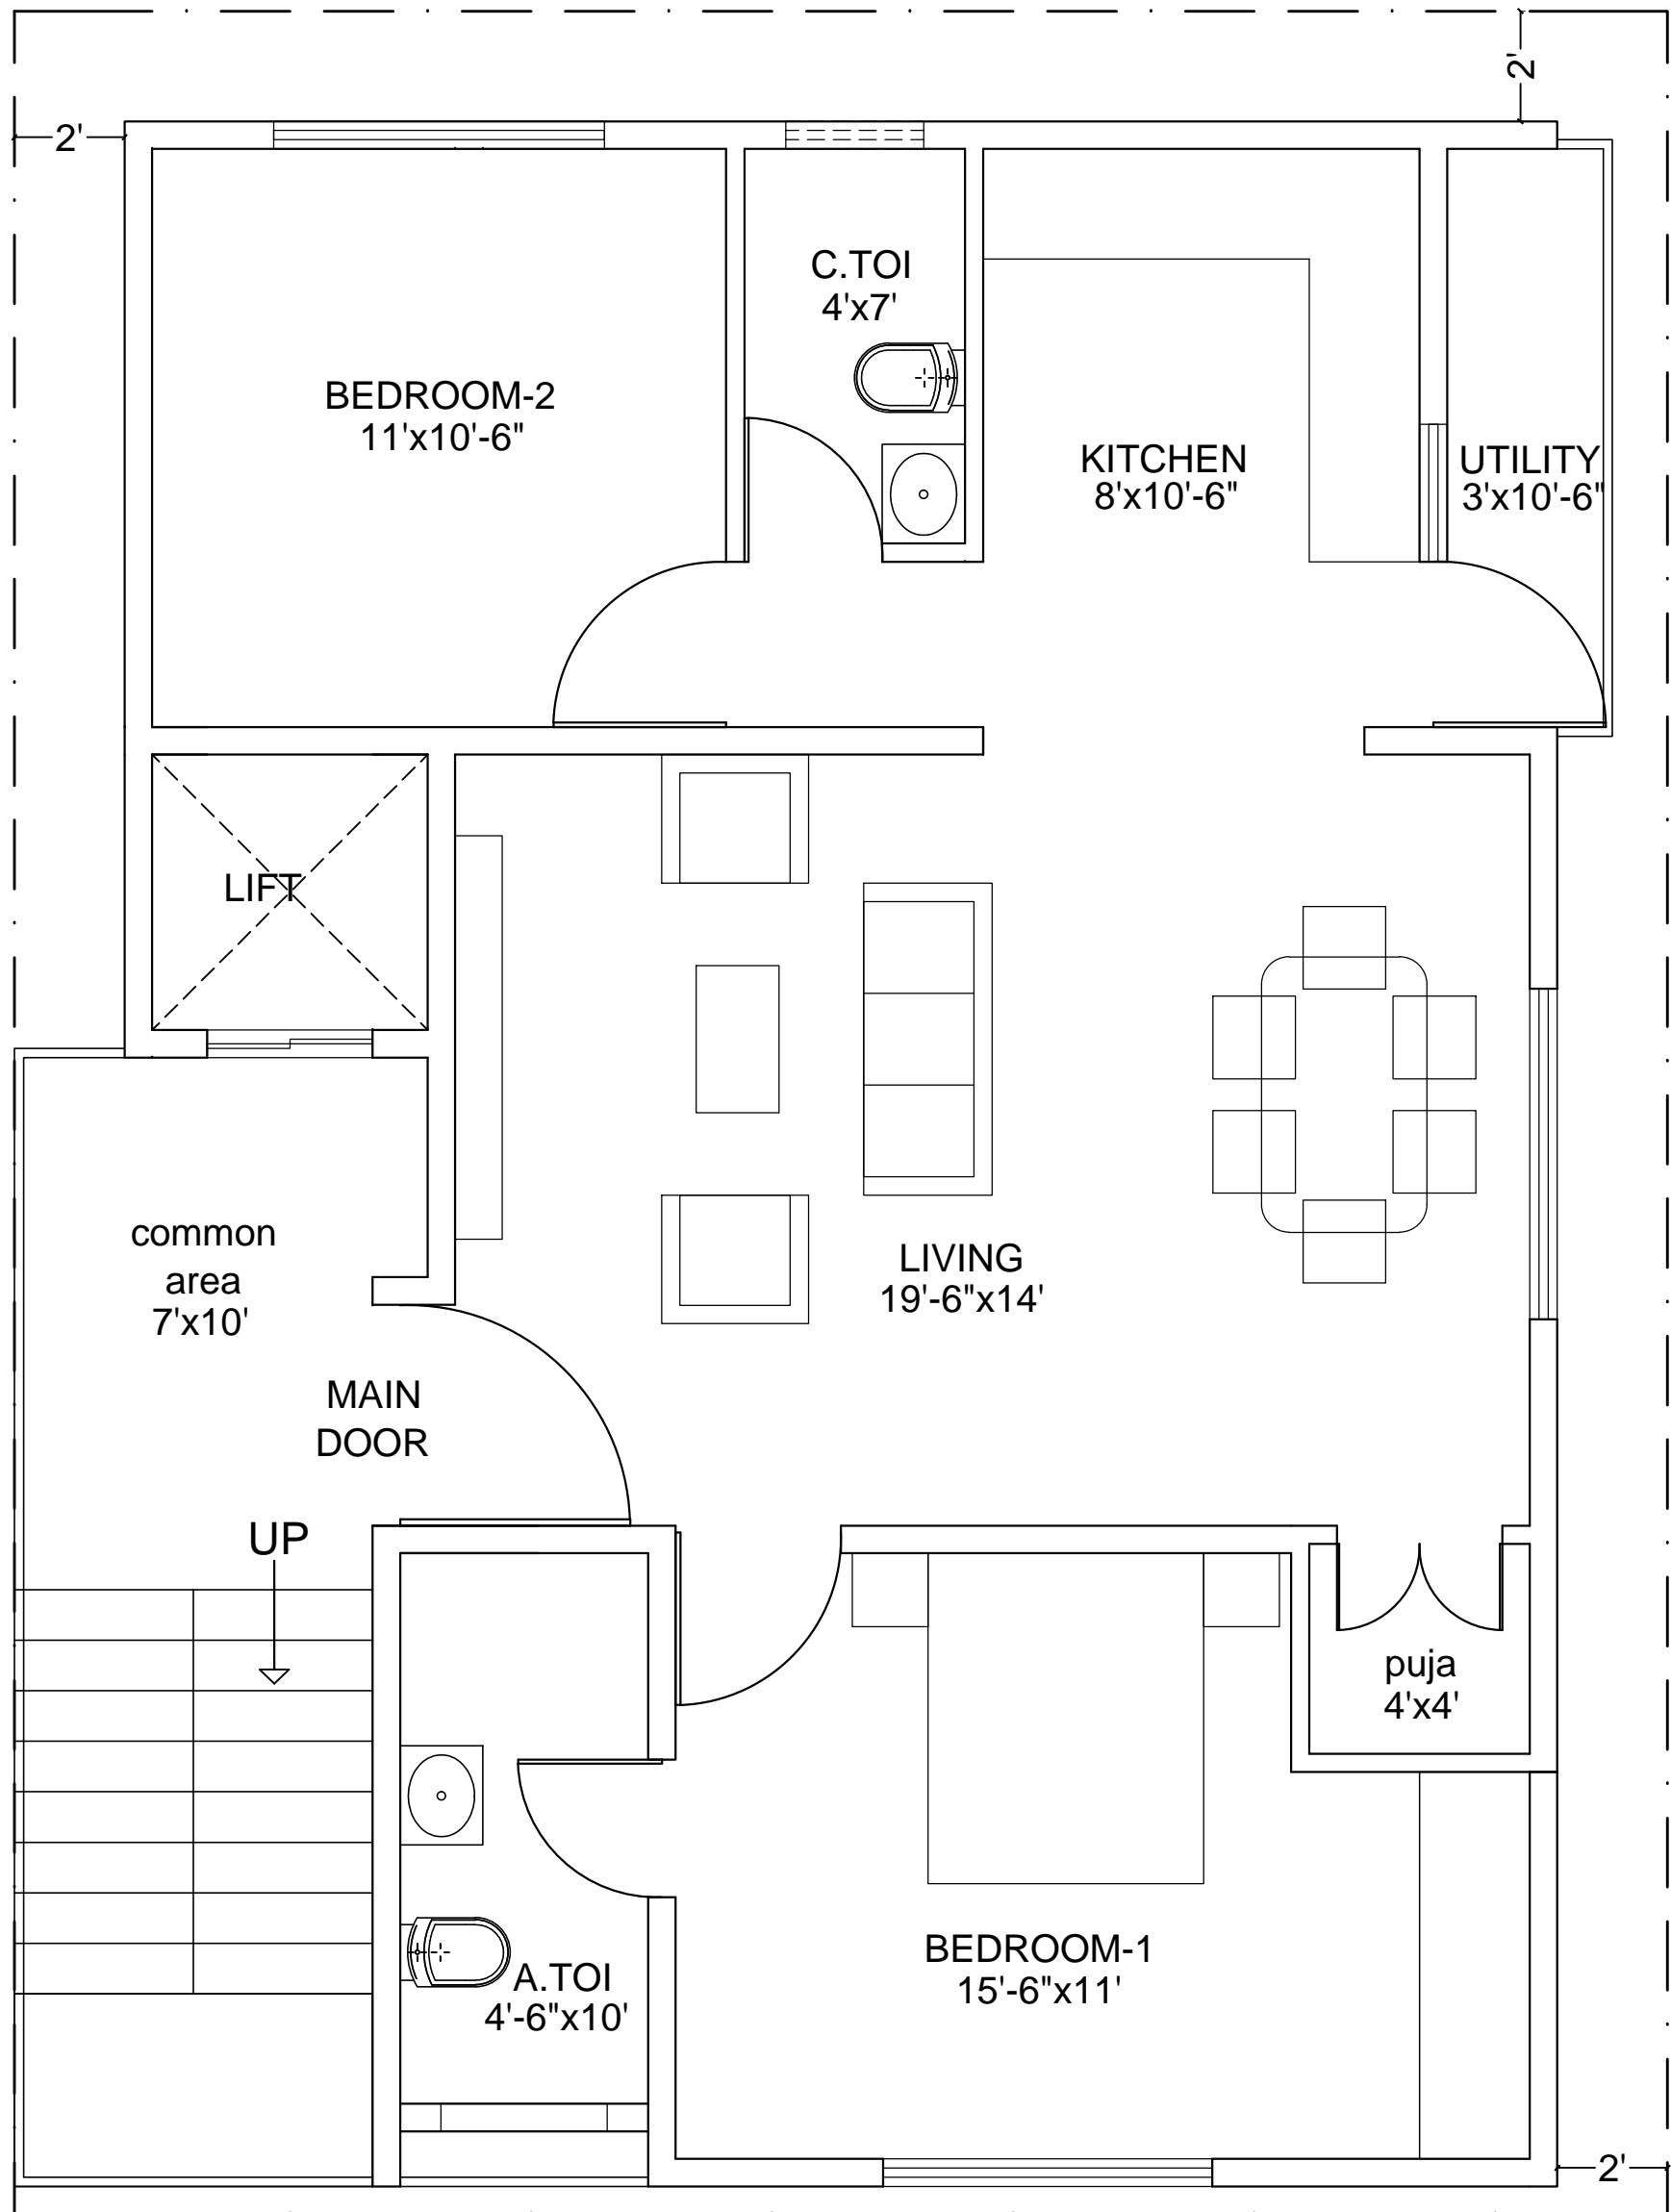 2'
2'
C.TOI
4'x7'
BEDROOM-2
11'x10'-6"
KITCHEN
8'x10'-6"
UTILITY
3'x10'-6"
LIFT
common
area
7'x10'
LIVING
19'-6"x14'
MAIN
DOOR
UP
puja
4'x4'
BEDROOM-1
15'-6"x11'
A.TOI
4'-6"x10'
2'